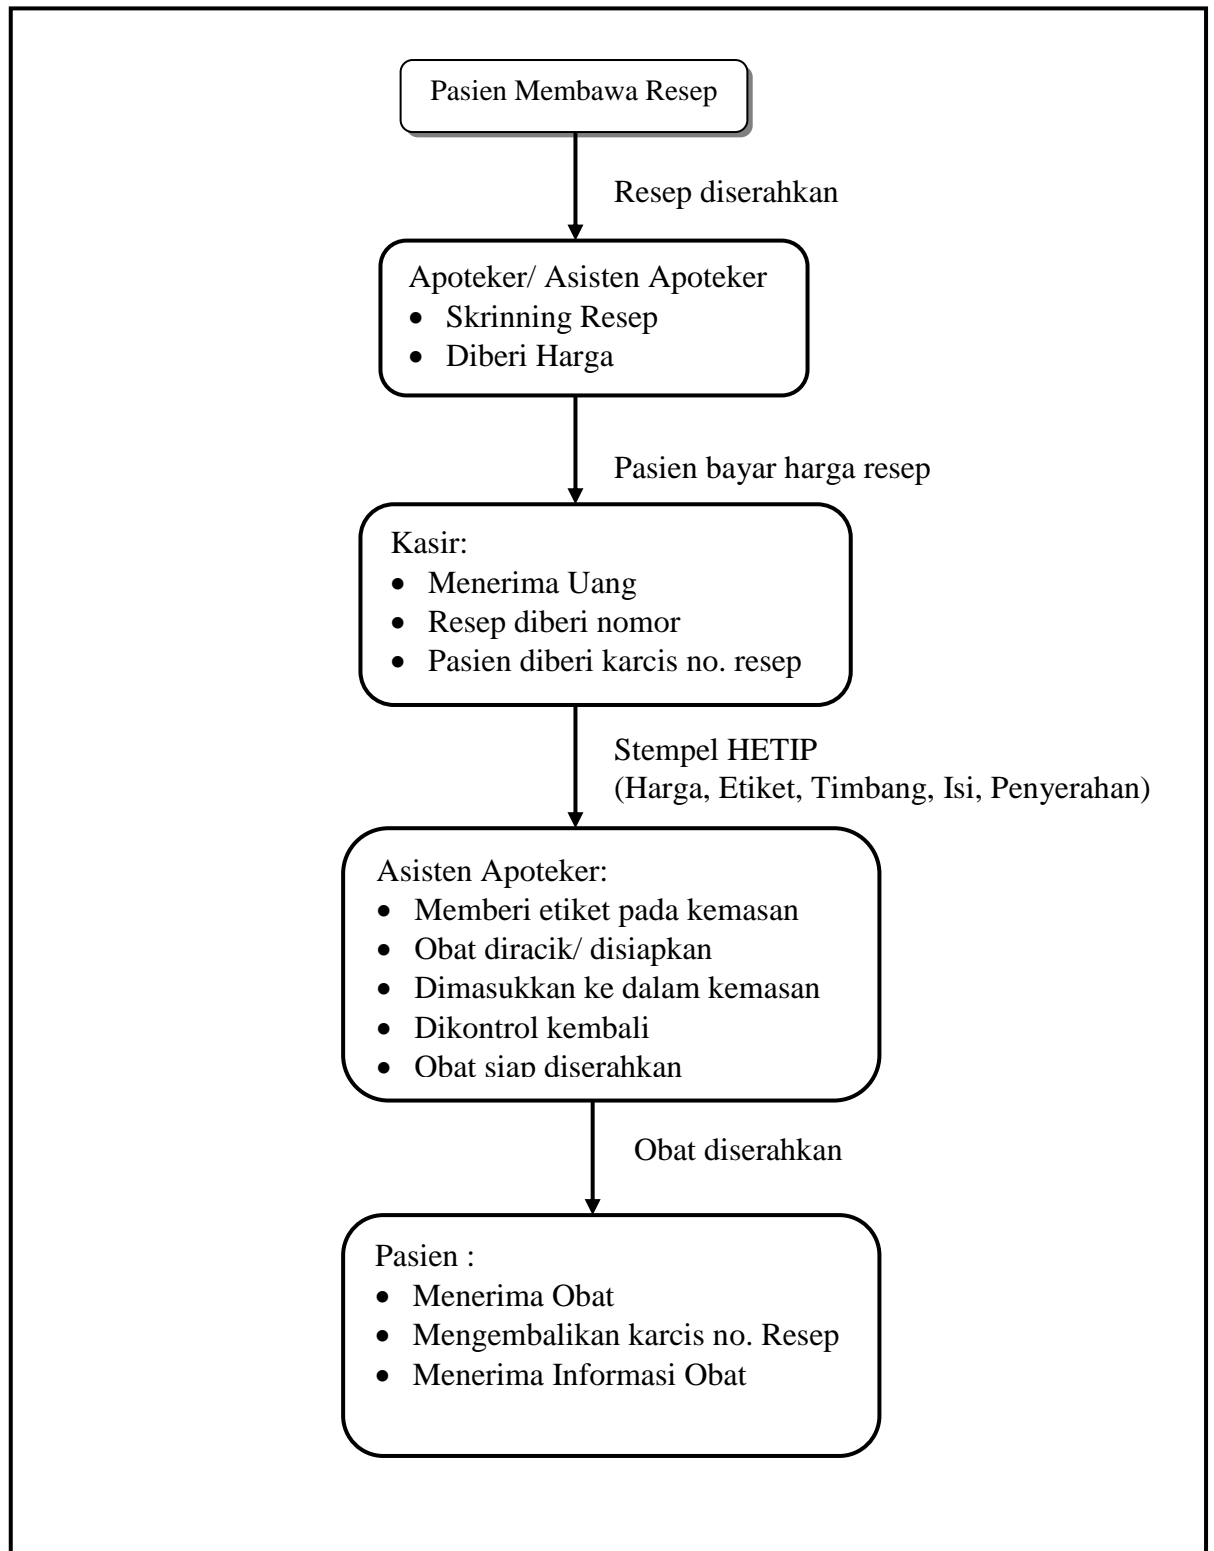 Pasien Membawa Resep
Resep diserahkan
Apoteker/ Asisten Apoteker
• Skrinning Resep
• Diberi Harga
Pasien bayar harga resep
Kasir:
• Menerima Uang
• Resep diberi nomor
• Pasien diberi karcis no. resep
Stempel HETIP
(Harga, Etiket, Timbang, Isi, Penyerahan)
Asisten Apoteker:
• Memberi etiket pada kemasan
• Obat diracik/ disiapkan
• Dimasukkan ke dalam kemasan
• Dikontrol kembali
• Obat siap diserahkan
Obat diserahkan
Pasien :
• Menerima Obat
• Mengembalikan karcis no. Resep
• Menerima Informasi Obat